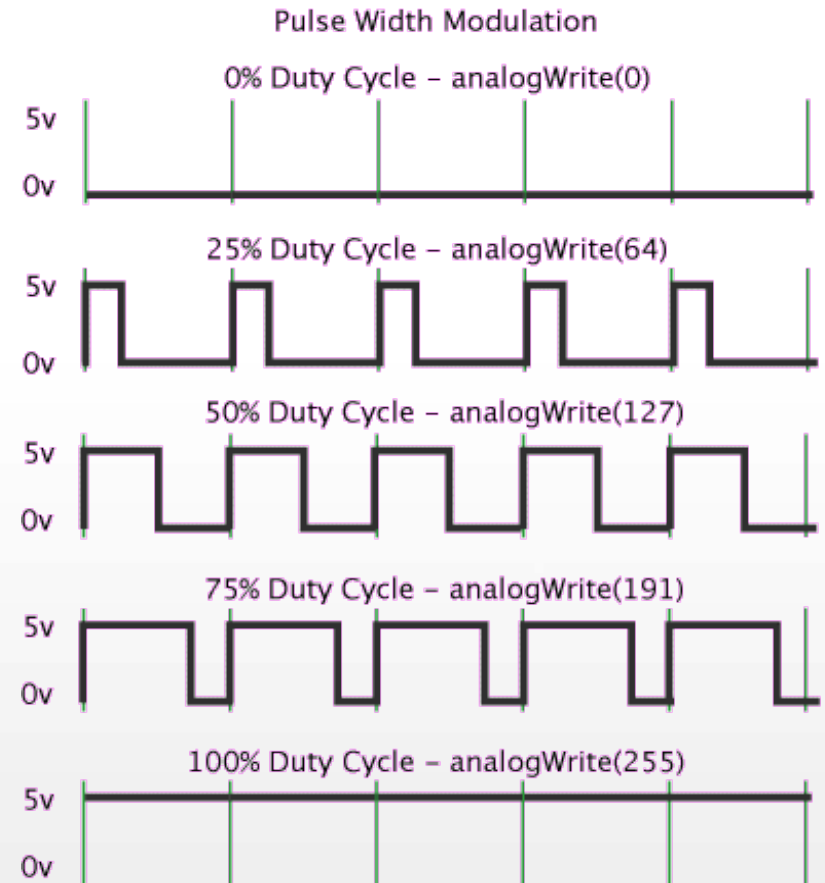 Pulse Width Modulation
0% Duty Cycle – analogWrite(0)
5v
0v
25% Duty Cycle – analogWrite(64)
5v
0v
50% Duty Cycle – analogWrite(127)
5v
0v
75% Duty Cycle – analogWrite(191)
5v
0v
100% Duty Cycle – analogWrite(255)
5v
0v